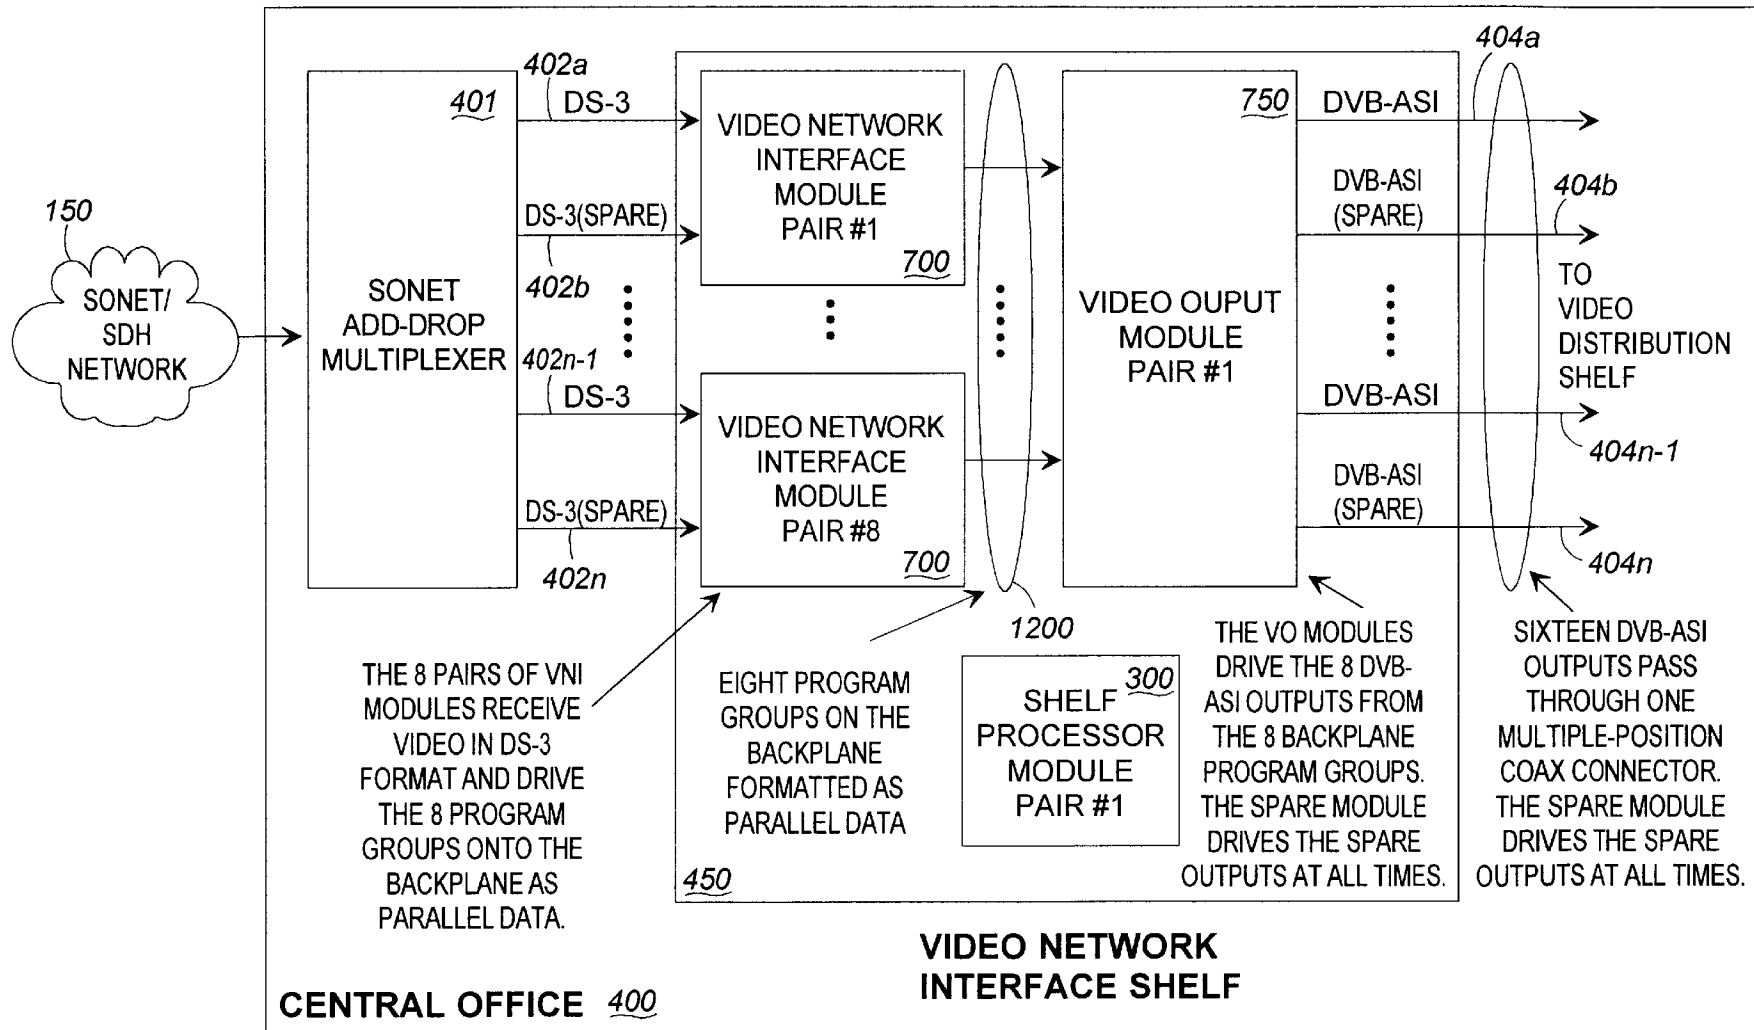 150
SONET/
SDH
NETWORK
401
SONET
ADD-DROP
MULTIPLEXER
402a
DS-3
DS-3(SPARE)
402b
402n-1
DS-3
DS-3(SPARE)
402n
VIDEO NETWORK
INTERFACE
MODULE
PAIR #1
700
VIDEO NETWORK
INTERFACE
MODULE
PAIR #8
700
1200
750
VIDEO OUPUT
MODULE
PAIR #1
DVB-ASI
404a
DVB-ASI
(SPARE)
404b
TO
VIDEO
DISTRIBUTION
SHELF
DVB-ASI
404n-1
DVB-ASI
(SPARE)
404n
THE 8 PAIRS OF VNI
MODULES RECEIVE
VIDEO IN DS-3
FORMAT AND DRIVE
THE 8 PROGRAM
GROUPS ONTO THE
BACKPLANE AS
PARALLEL DATA.
EIGHT PROGRAM
GROUPS ON THE
BACKPLANE
FORMATTED AS
PARALLEL DATA
300
SHELF
PROCESSOR
MODULE
PAIR #1
THE VO MODULES
DRIVE THE 8 DVB-
ASI OUTPUTS FROM
THE 8 BACKPLANE
PROGRAM GROUPS.
THE SPARE MODULE
DRIVES THE SPARE
OUTPUTS AT ALL TIMES.
SIXTEEN DVB-ASI
OUTPUTS PASS
THROUGH ONE
MULTIPLE-POSITION
COAX CONNECTOR.
THE SPARE MODULE
DRIVES THE SPARE
OUTPUTS AT ALL TIMES.
450
VIDEO NETWORK
INTERFACE SHELF
CENTRAL OFFICE 400